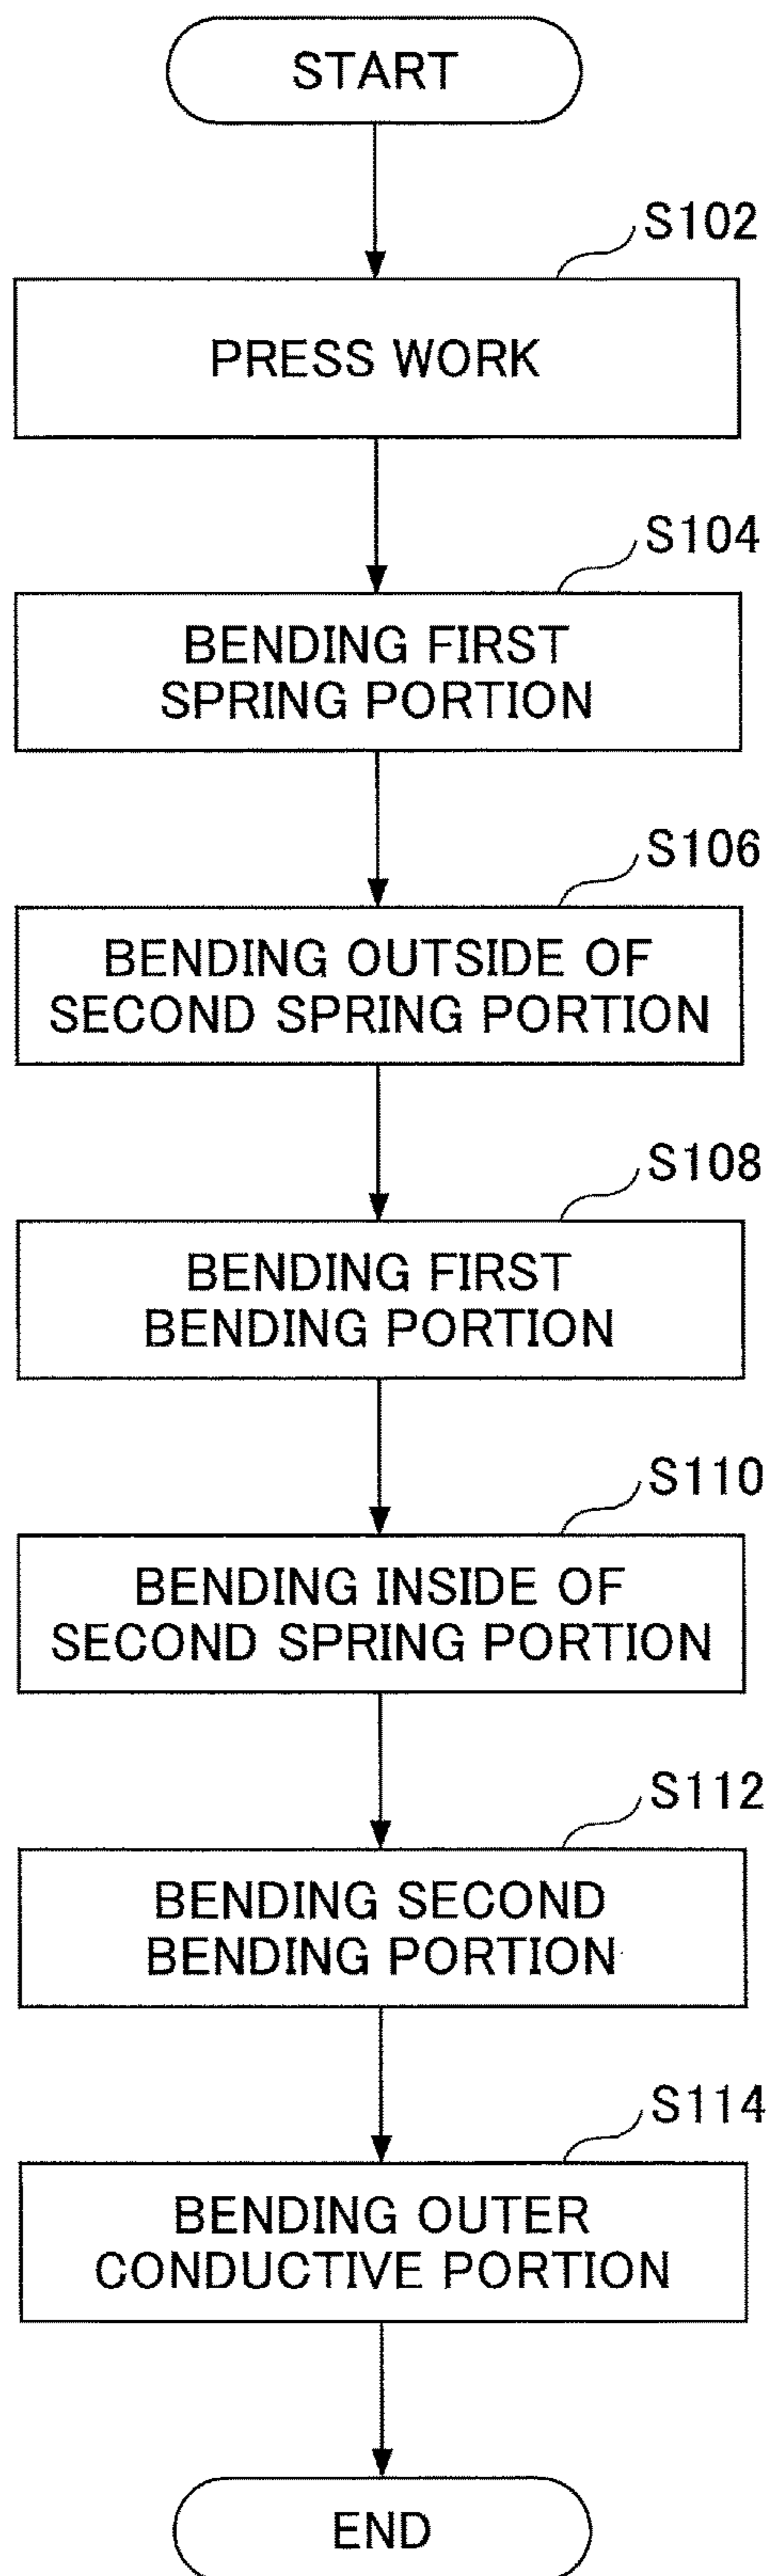 START
S102
PRESS WORK
S104
BENDING FIRST
SPRING PORTION
S106
BENDING OUTSIDE OF
SECOND SPRING PORTION
S108
BENDING FIRST
BENDING PORTION
S110
BENDING INSIDE OF
SECOND SPRING PORTION
S112
BENDING SECOND
BENDING PORTION
S114
BENDING OUTER
CONDUCTIVE PORTION
END